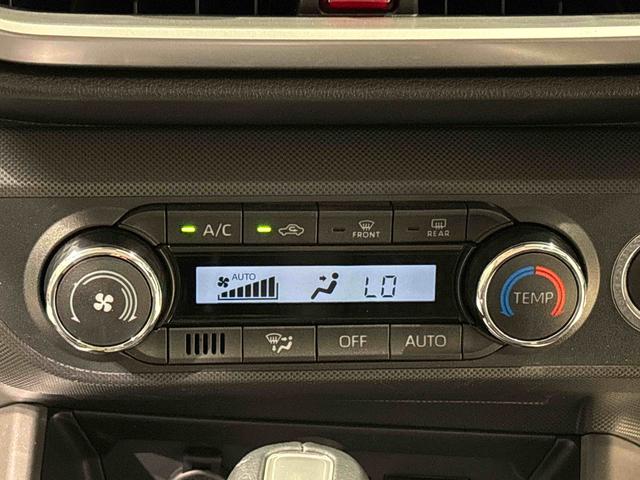 A/C FRONT REAR
AUTO LO
TEMP
OFF AUTO